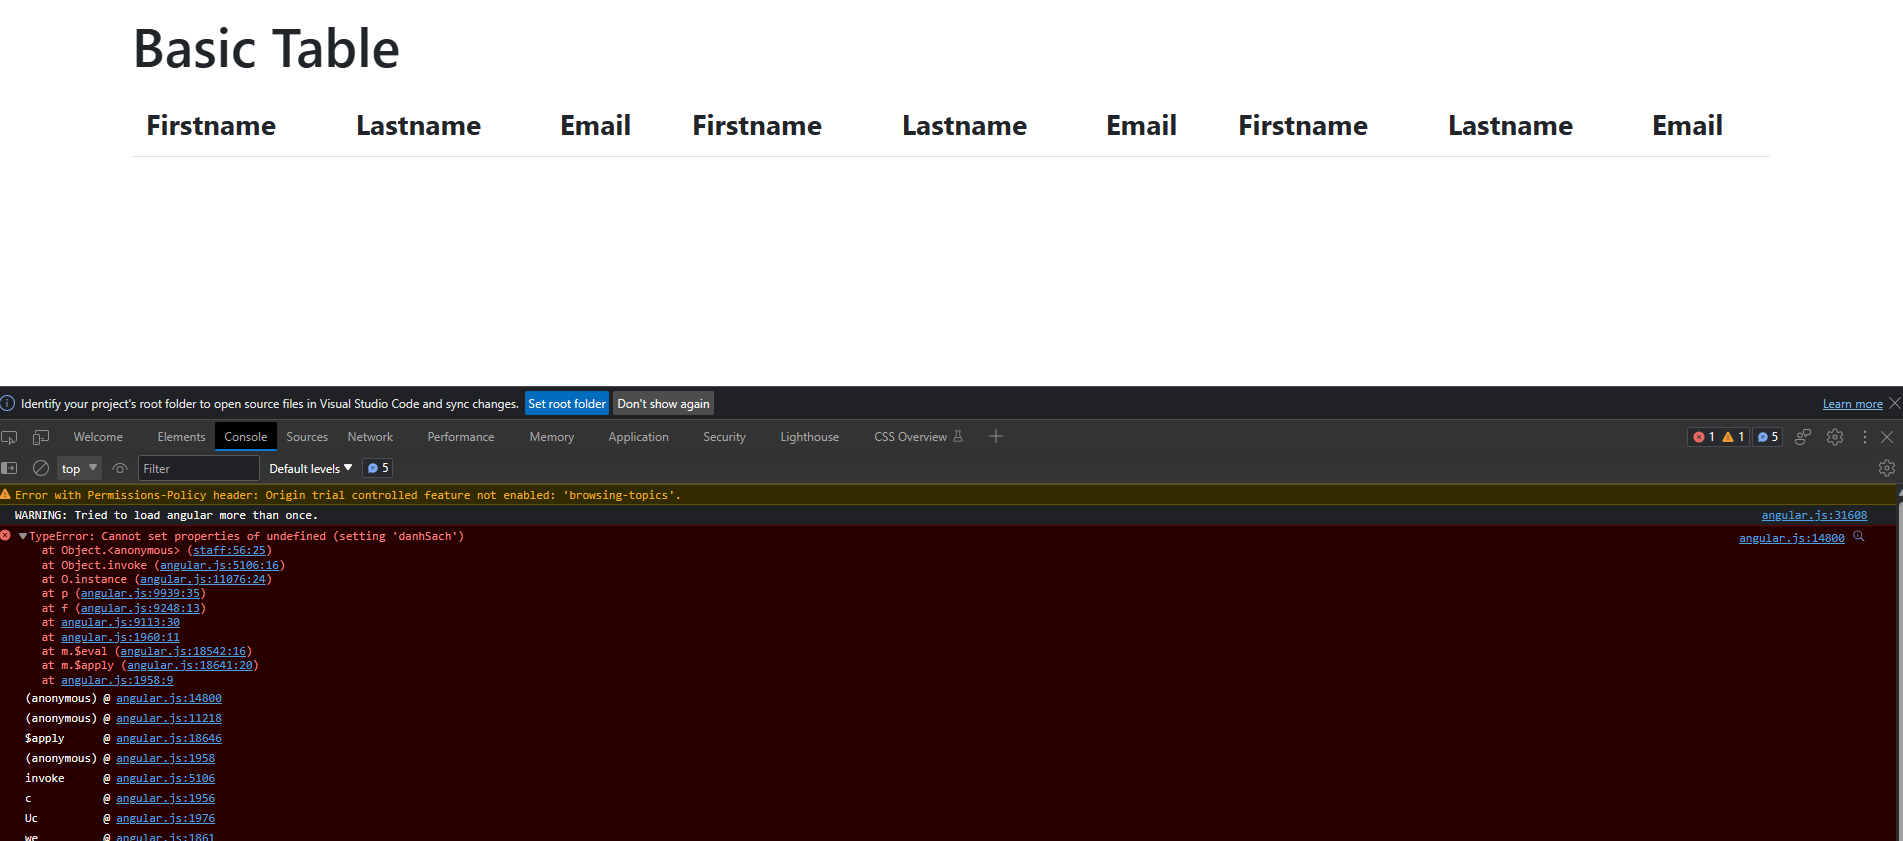 Basic Table
Firstname Lastname Email Firstname Lastname Email Firstname Lastname Email
Identify your project's root folder to open source files in Visual Studio Code and sync changes. Set root folder Don't show again Learn more
Welcome Elements Console Sources Network Performance Memory Application Security Lighthouse CSS Overview 1 1 5
top Filter Default levels 5
Error with Permissions-Policy header: Origin trial controlled feature not enabled: 'browsing-topics'.
WARNING: Tried to load angular more than once. angular.js:31608
TypeError: Cannot set properties of undefined (setting 'danhSach') angular.js:14800
at Object.<anonymous> (staff:56:25)
at Object.invoke (angular.js:5106:16)
at O.instance (angular.js:11076:24)
at p (angular.js:9939:35)
at f (angular.js:9248:13)
at angular.js:9113:30
at angular.js:1960:11
at m.$eval (angular.js:18542:16)
at m.$apply (angular.js:18641:20)
at angular.js:1958:9
(anonymous) @ angular.js:14800
(anonymous) @ angular.js:11218
$apply @ angular.js:18646
(anonymous) @ angular.js:1958
invoke @ angular.js:5106
c @ angular.js:1956
Uc @ angular.js:1976
we @ angular.js:1861